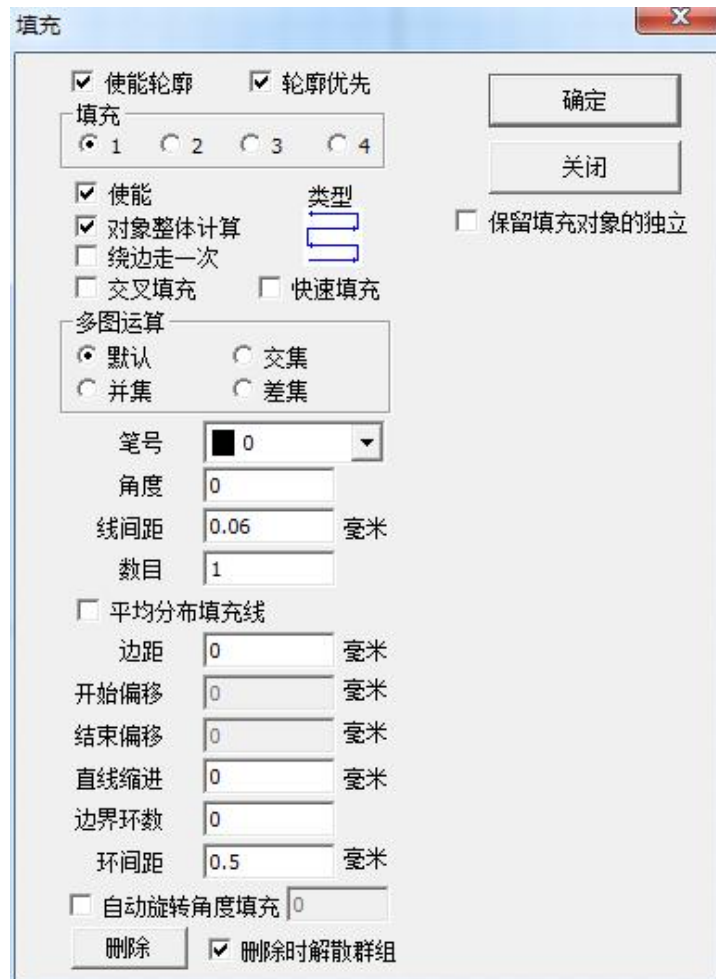 填充
使能轮廓 轮廓优先
确定
填充
1 2 3 4
关闭
使能 类型
对象整体计算
保留填充对象的独立
绕边走一次
交叉填充 快速填充
多图运算
默认 交集
并集 差集
笔号 0
角度 0
线间距 0.06 毫米
数目 1
平均分布填充线
边距 0 毫米
开始偏移 0 毫米
结束偏移 0 毫米
直线缩进 0 毫米
边界环数 0
环间距 0.5 毫米
自动旋转角度填充 0
删除 删除时解散群组